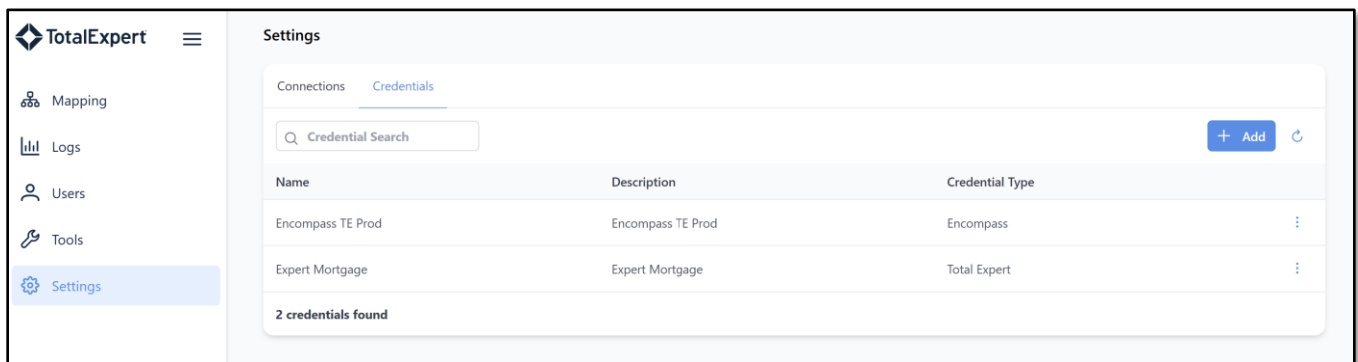 TotalExpert
Mapping
Logs
Users
Tools
Settings
Settings
Connections Credentials
Credential Search
+ Add
Name Description Credential Type
Encompass TE Prod Encompass TE Prod Encompass
Expert Mortgage Expert Mortgage Total Expert
2 credentials found